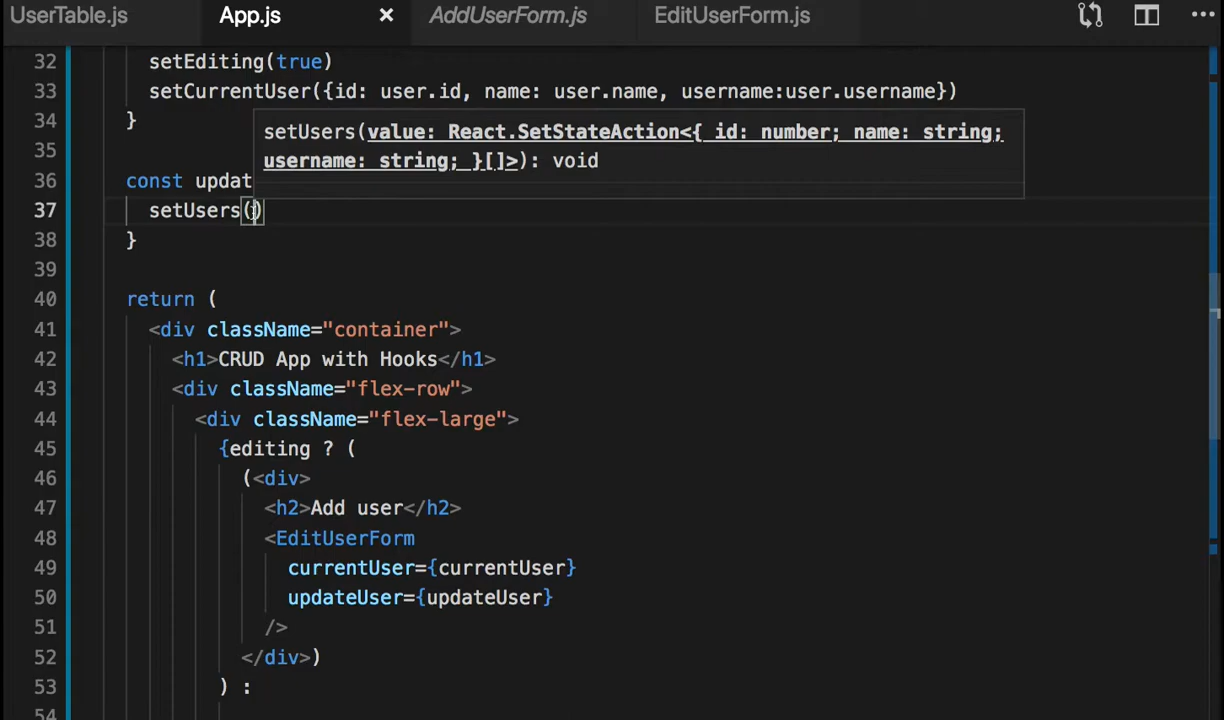 UserTable.js App.js × AddUserForm.js EditUserForm.js ...
32 setEditing(true)
33 setCurrentUser({id: user.id, name: user.name, username:user.username})
34 }
setUsers(value: React.SetStateAction<{ id: number; name: string;
35
username: string; }[]>): void
36 const updat
37 setUsers()
38 }
39
40 return (
41 <div className="container">
42 <h1>CRUD App with Hooks</h1>
43 <div className="flex-row">
44 <div className="flex-large">
45 {editing ? (
46 (<div>
47 <h2>Add user</h2>
48 <EditUserForm
49 currentUser={currentUser}
50 updateUser={updateUser}
51 />
52 </div>)
53 ) :
54